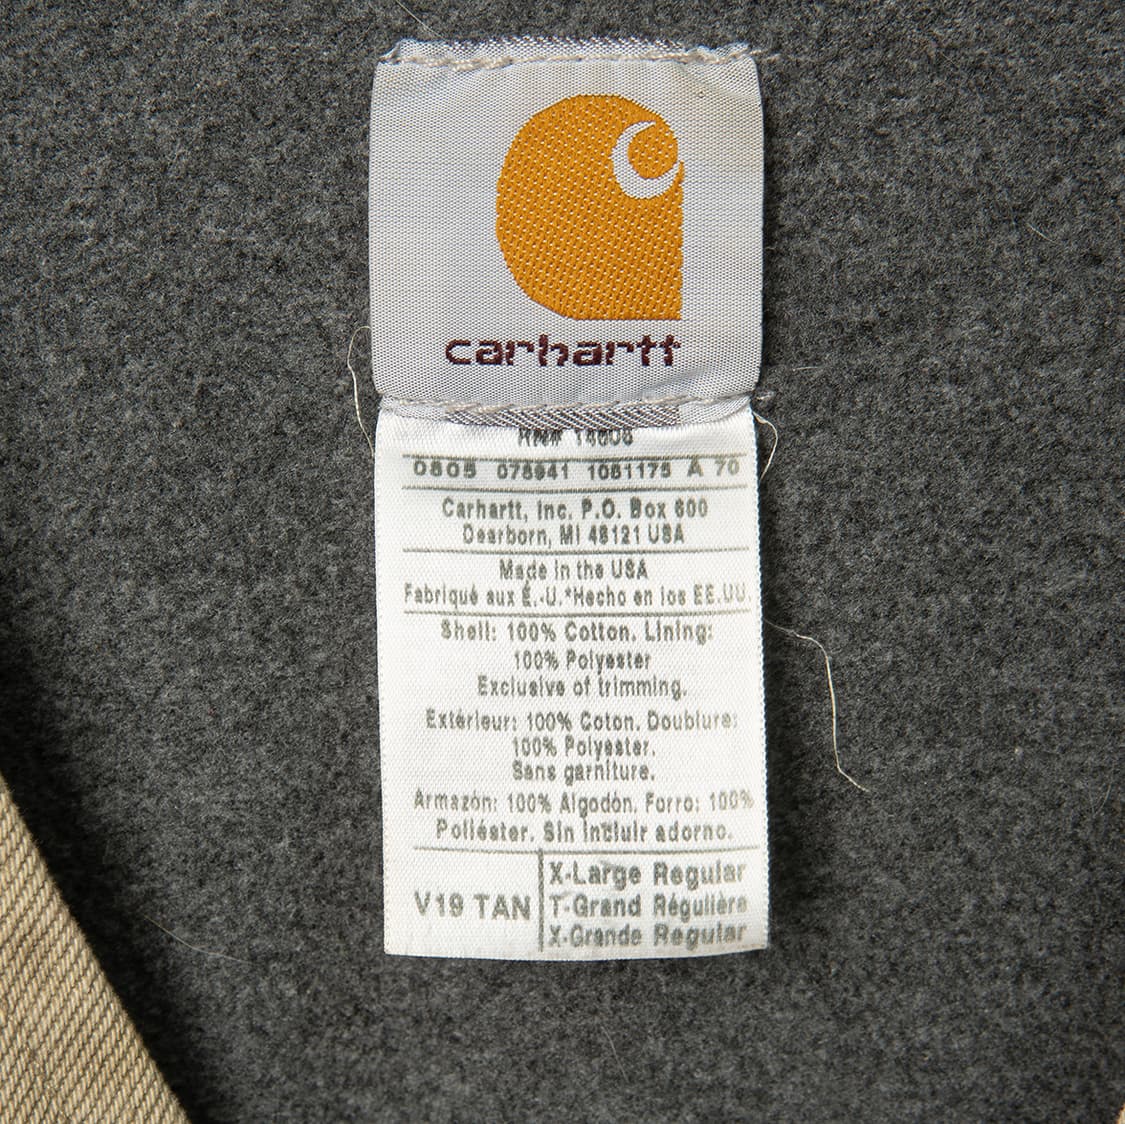 carhartt
RN# 14806
0805 078941 1061175 A 70
Carhartt, Inc. P.O. Box 600
Dearborn, MI 48121 USA
Made in the USA
Fabriqué aux É.-U.*Hecho en los EE.UU.
Shell: 100% Cotton. Lining:
100% Polyester
Exclusive of trimming.
Extérieur: 100% Coton. Doublure:
100% Polyester.
Sans garniture.
Armazón: 100% Algodón. Forro: 100%
Poliéster. Sin incluir adorno.
V19 TAN
X-Large Regular
T-Grand Régulière
X-Grande Regular